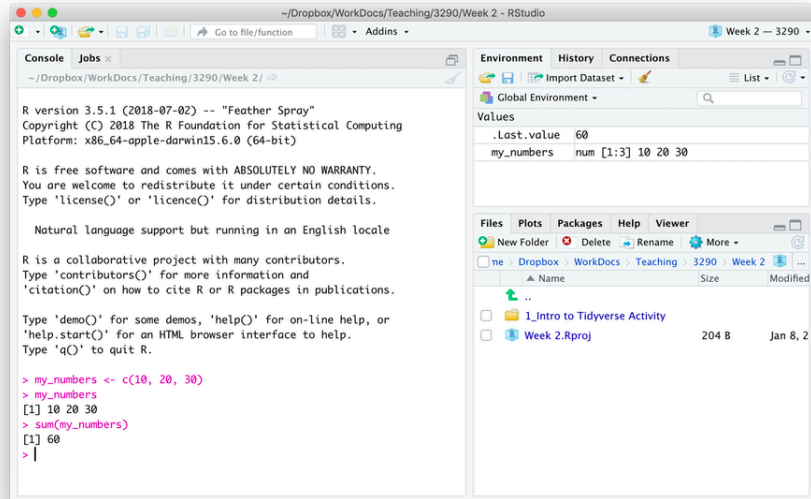 ~/Dropbox/WorkDocs/Teaching/3290/Week 2 - RStudio
Go to file/function
Addins
Week 2 — 3290
Console Jobs
~/Dropbox/WorkDocs/Teaching/3290/Week 2/
R version 3.5.1 (2018-07-02) -- "Feather Spray"
Copyright (C) 2018 The R Foundation for Statistical Computing
Platform: x86_64-apple-darwin15.6.0 (64-bit)
R is free software and comes with ABSOLUTELY NO WARRANTY.
You are welcome to redistribute it under certain conditions.
Type 'license()' or 'licence()' for distribution details.
Natural language support but running in an English locale
R is a collaborative project with many contributors.
Type 'contributors()' for more information and
'citation()' on how to cite R or R packages in publications.
Type 'demo()' for some demos, 'help()' for on-line help, or
'help.start()' for an HTML browser interface to help.
Type 'q()' to quit R.
> my_numbers <- c(10, 20, 30)
> my_numbers
[1] 10 20 30
> sum(my_numbers)
[1] 60
>
Environment History Connections
Import Dataset List
Global Environment
Values
.Last.value 60
my_numbers num [1:3] 10 20 30
Files Plots Packages Help Viewer
New Folder Delete Rename More
me > Dropbox > WorkDocs > Teaching > 3290 > Week 2 ...
Name Size Modified
..
1_Intro to Tidyverse Activity
Week 2.Rproj 204 B Jan 8, 2